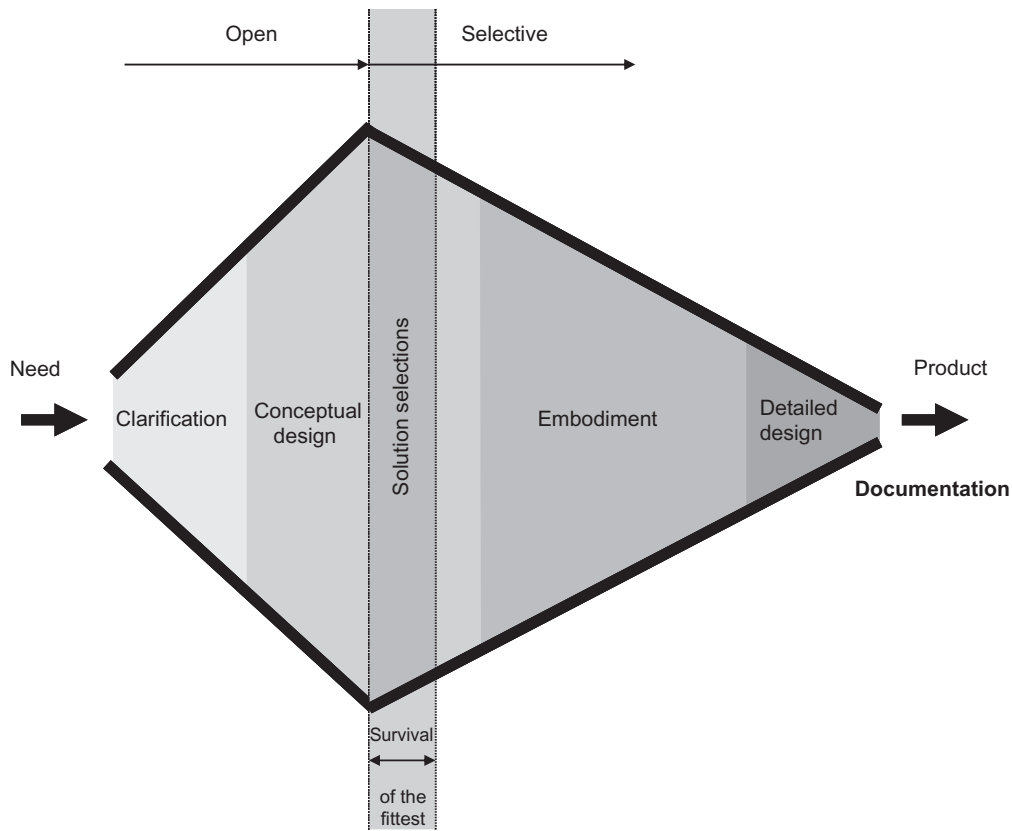 Open
Selective
Need
Product
Clarification
Conceptual
design
Solution selections
Embodiment
Detailed
design
Documentation
Survival
of the
fittest